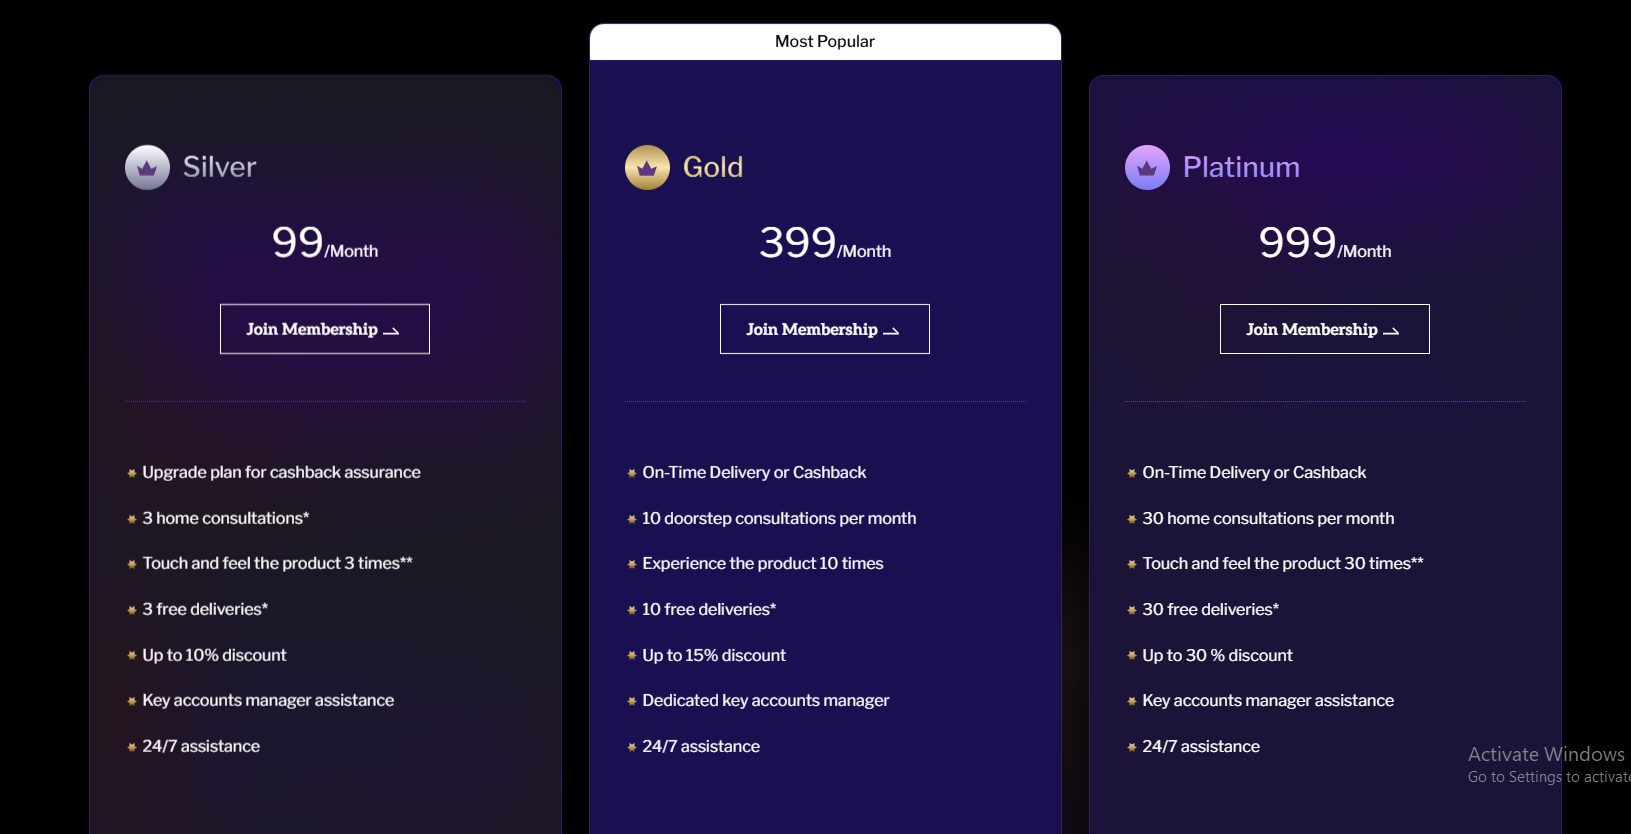 Most Popular
Silver
99/Month
Join Membership
Upgrade plan for cashback assurance
3 home consultations*
Touch and feel the product 3 times**
3 free deliveries*
Up to 10% discount
Key accounts manager assistance
24/7 assistance
Gold
399/Month
Join Membership
On-Time Delivery or Cashback
10 doorstep consultations per month
Experience the product 10 times
10 free deliveries*
Up to 15% discount
Dedicated key accounts manager
24/7 assistance
Platinum
999/Month
Join Membership
On-Time Delivery or Cashback
30 home consultations per month
Touch and feel the product 30 times**
30 free deliveries*
Up to 30 % discount
Key accounts manager assistance
24/7 assistance
Activate Windows
Go to Settings to activate